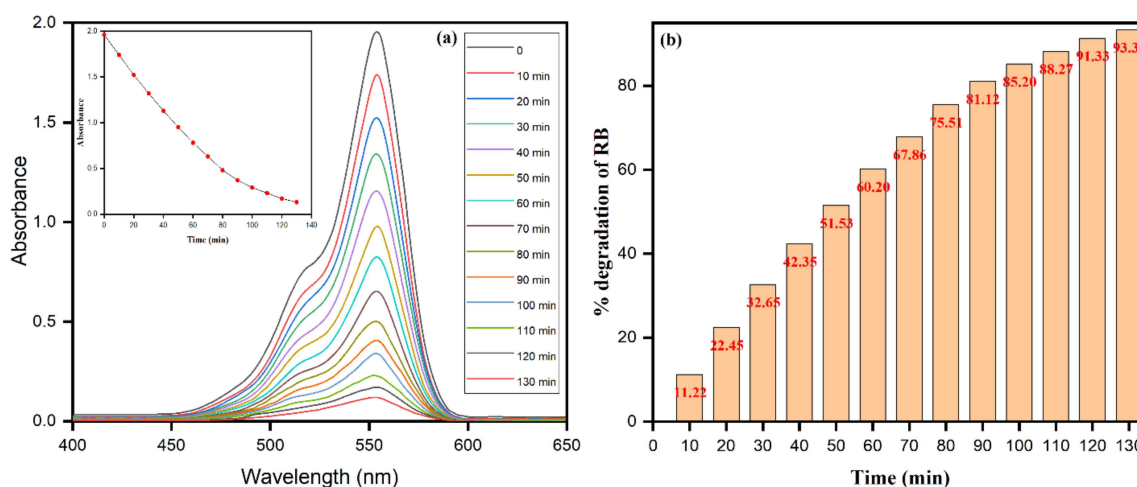 (a)
2.0
1.5
1.0
0.5
0.0
400
450
500
550
600
650
Absorbance
Wavelength (nm)
2.0
1.5
1.0
0.5
0.0
0
20
40
60
80
100
120
140
Absorbance
Time (min)
0
10 min
20 min
30 min
40 min
50 min
60 min
70 min
80 min
90 min
100 min
110 min
120 min
130 min
(b)
80
60
40
20
0
% degradation of RB
11.22
22.45
32.65
42.35
51.53
60.20
67.86
75.51
81.12
85.20
88.27
91.33
93.3
0
10
20
30
40
50
60
70
80
90
100
110
120
130
Time (min)